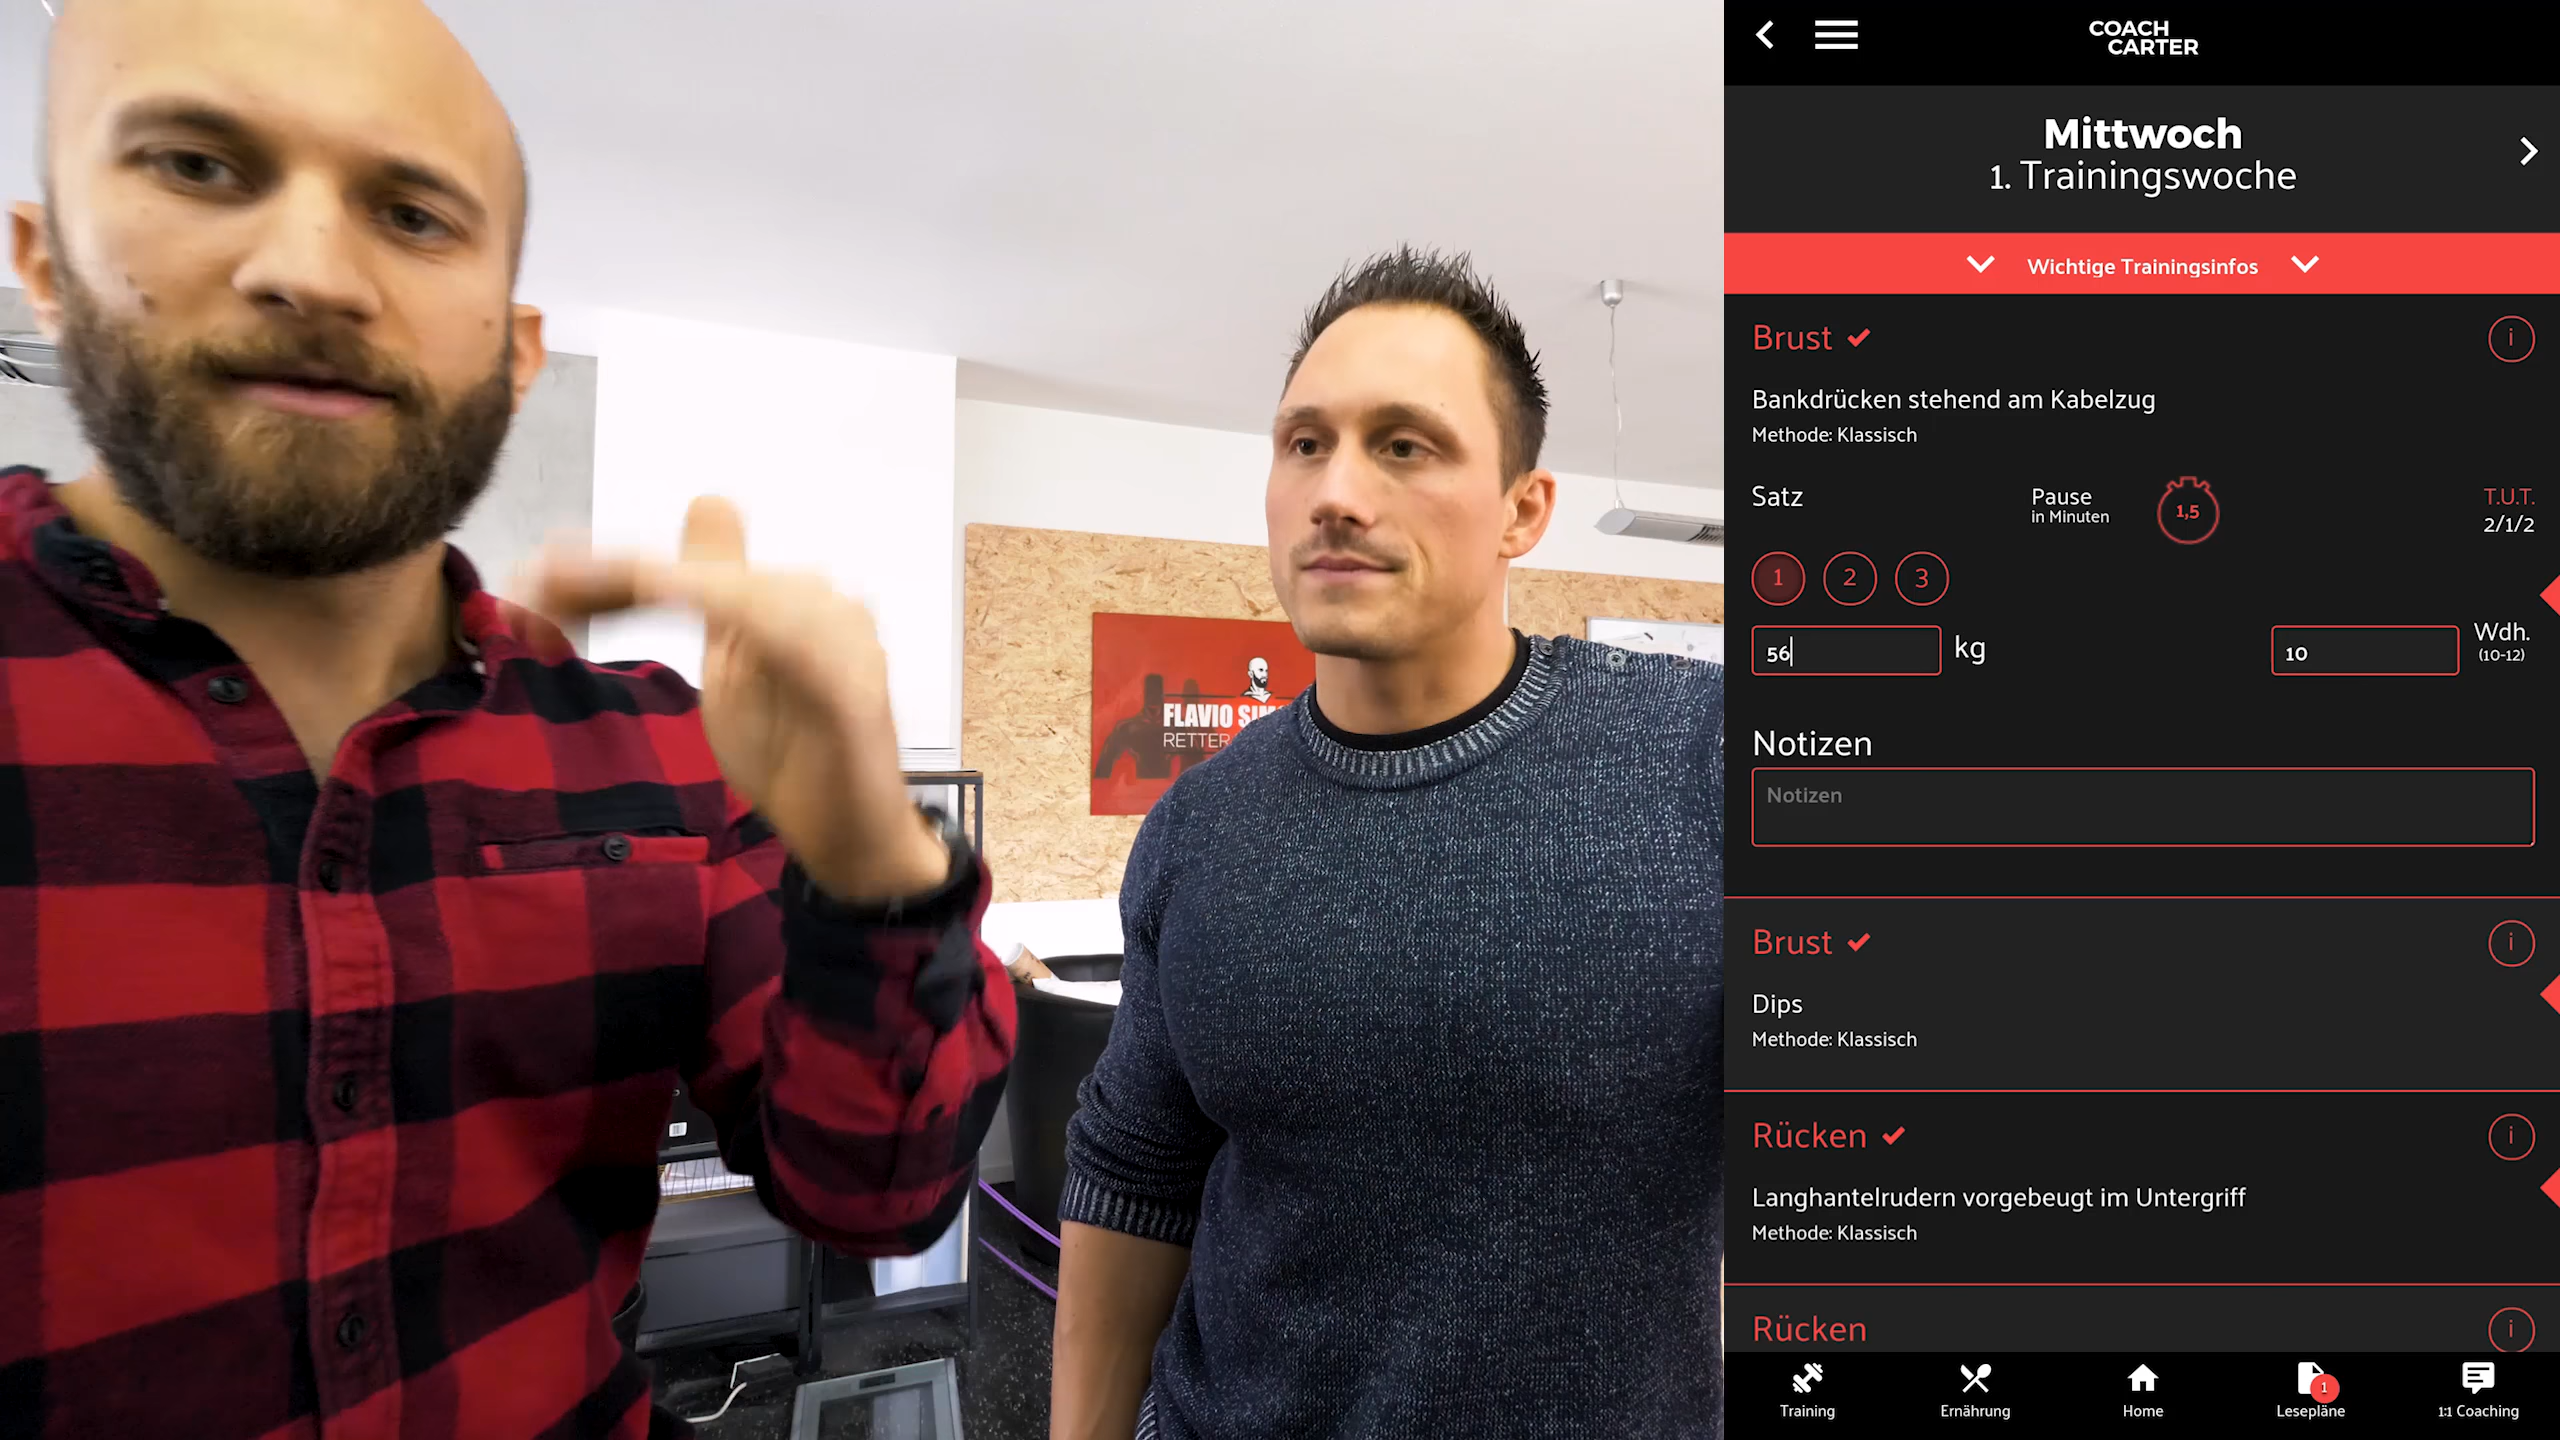 FLAVIO
RETTER
COACH
CARTER
Mittwoch
1. Trainingswoche
Wichtige Trainingsinfos
Brust
i
Bankdrücken stehend am Kabelzug
Methode: Klassisch
Satz
Pause
in Minuten
1,5
T.U.T.
2/1/2
1 2 3
56 kg 10 Wdh.
(10-12)
Notizen
Notizen
Brust
i
Dips
Methode: Klassisch
Rücken
i
Langhantelrudern vorgebeugt im Untergriff
Methode: Klassisch
Rücken
i
1
Training Ernährung Home Lesepläne 1:1 Coaching